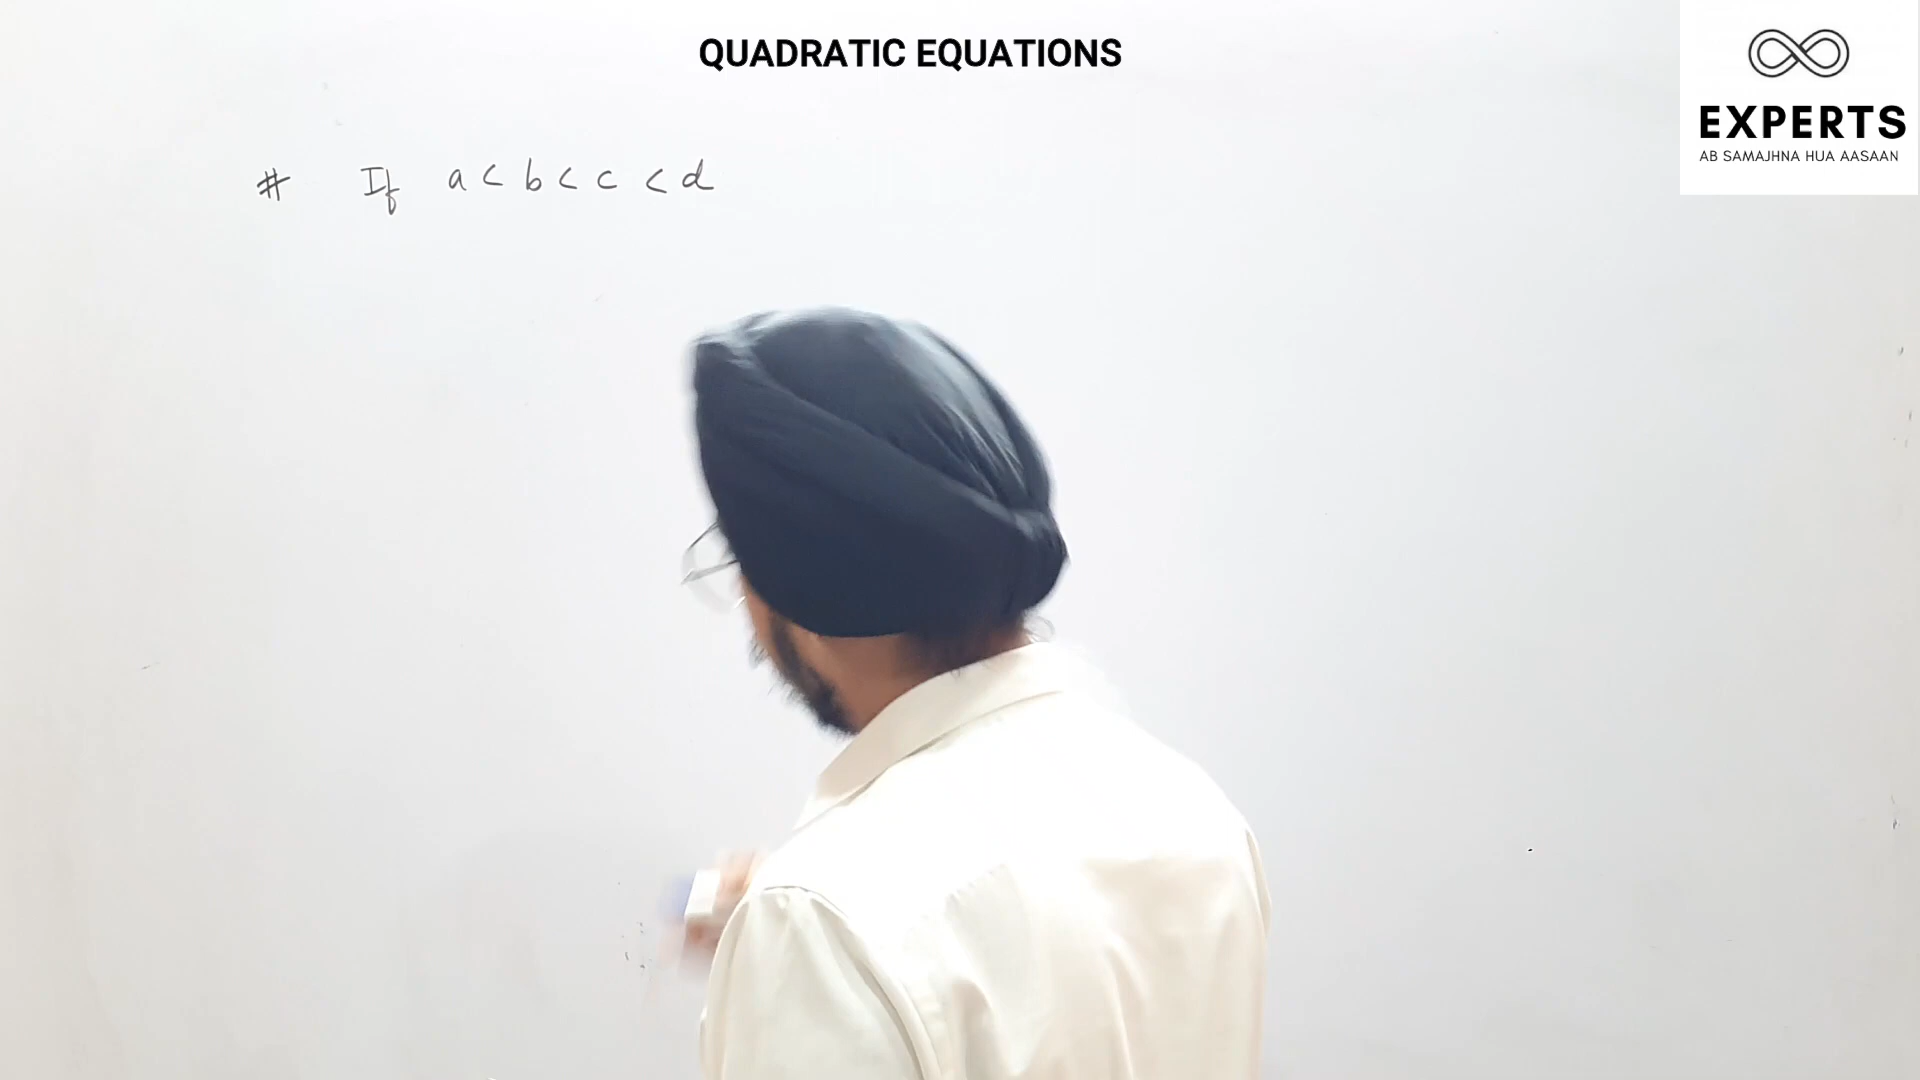 QUADRATIC EQUATIONS
EXPERTS
AB SAMAJHNA HUA AASAAN
# If a < b < c < d